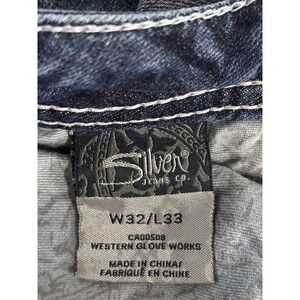 Silver®
JEANS CO.
W32/L33
CA00508
WESTERN GLOVE WORKS
MADE IN CHINA/
FABRIQUÉ EN CHINE